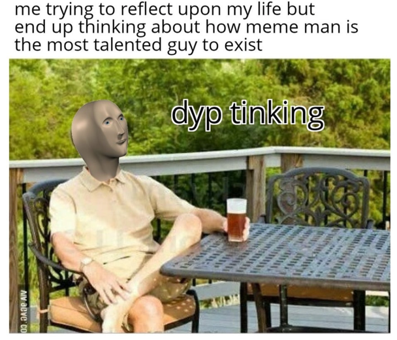 me trying to reflect upon my life but
end up thinking about how meme man is
the most talented guy to exist
dyp tinking